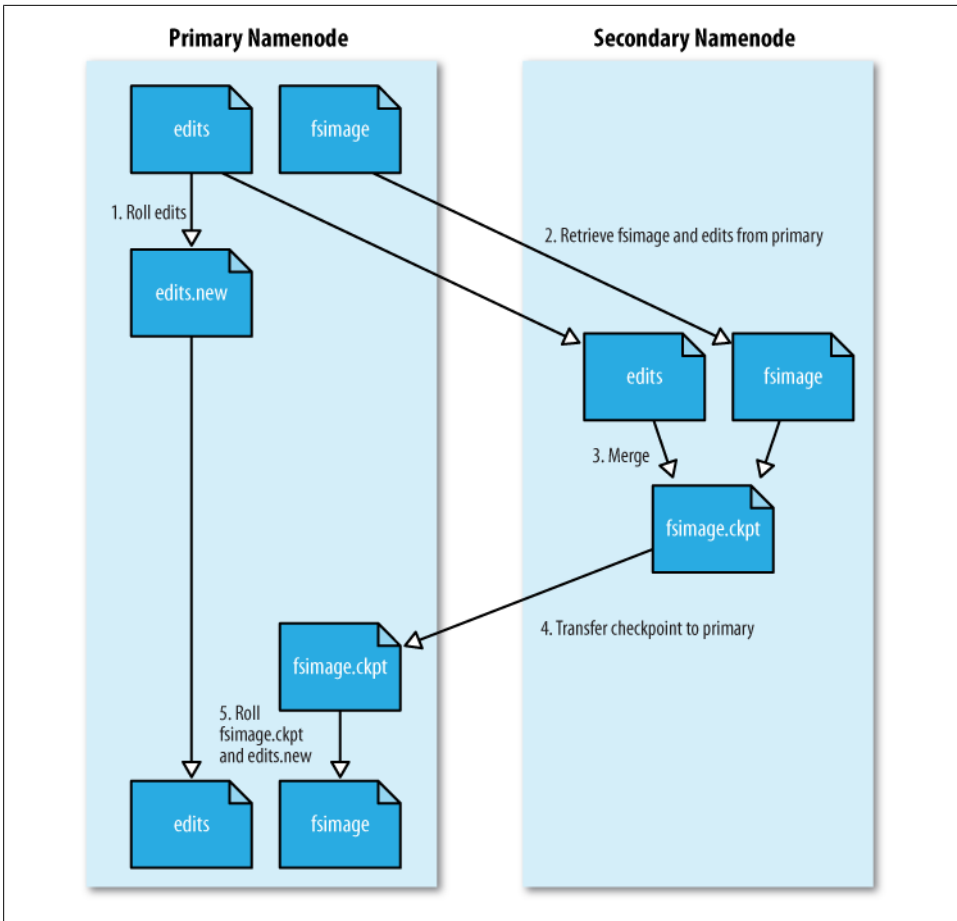 Primary Namenode
Secondary Namenode
edits
fsimage
1. Roll edits
2. Retrieve fsimage and edits from primary
edits.new
edits
fsimage
3. Merge
fsimage.ckpt
4. Transfer checkpoint to primary
fsimage.ckpt
5. Roll
fsimage.ckpt
and edits.new
edits
fsimage